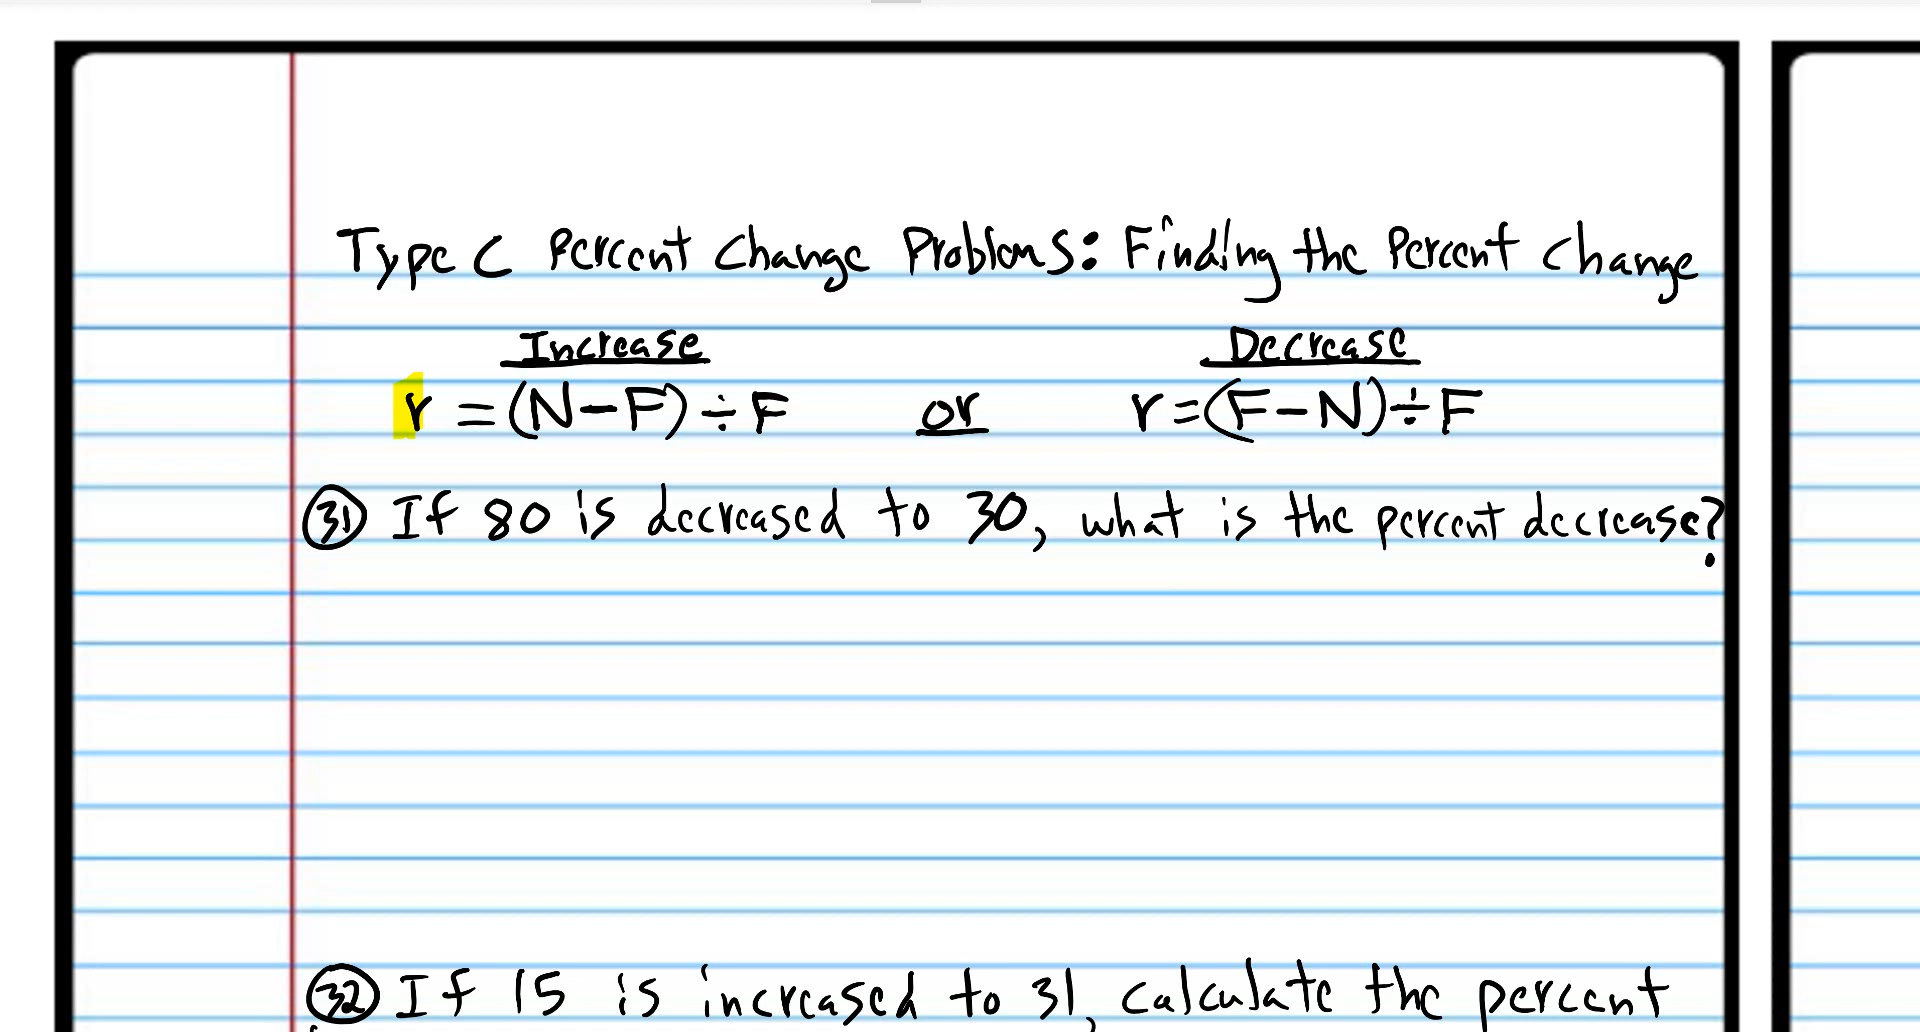 Type C Percent Change Problems: Finding the Percent Change
Increase Decrease
r = (N-F) ÷ F or r = (F-N) ÷ F
31 If 80 is decreased to 30, what is the percent decrease?
32 If 15 is increased to 31, calculate the percent